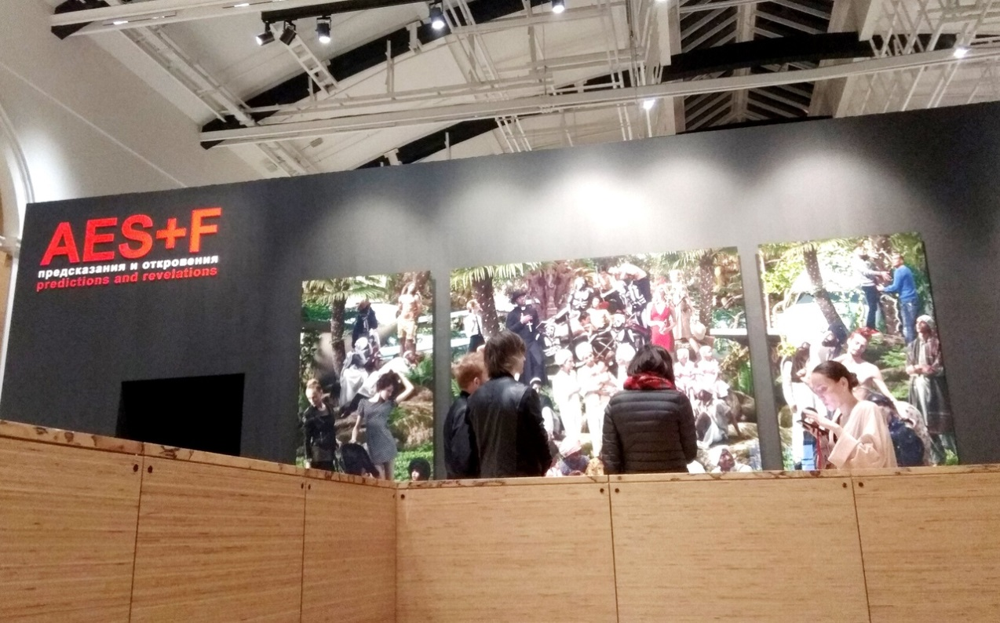 AES+F
предсказания и откровения
predictions and revelations